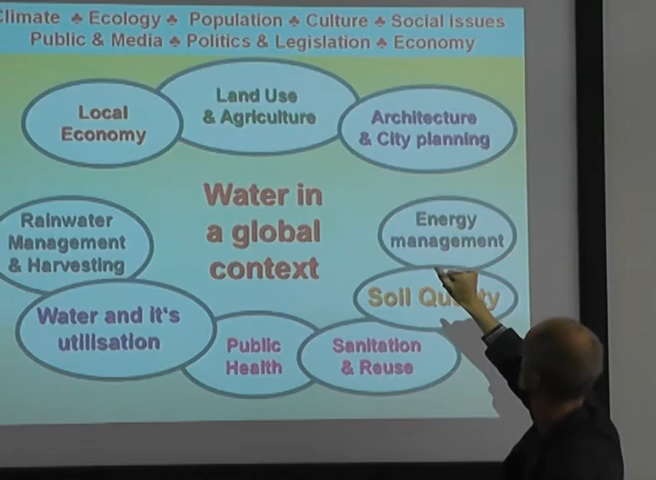 Climate ♣ Ecology ♣ Population ♣ Culture ♣ Social Issues
Public & Media ♣ Politics & Legislation ♣ Economy
Land Use
& Agriculture
Local
Economy
Architecture
& City planning
Water in
a global
context
Rainwater
Management
& Harvesting
Energy
management
Soil Quality
Water and it's
utilisation
Public
Health
Sanitation
& Reuse